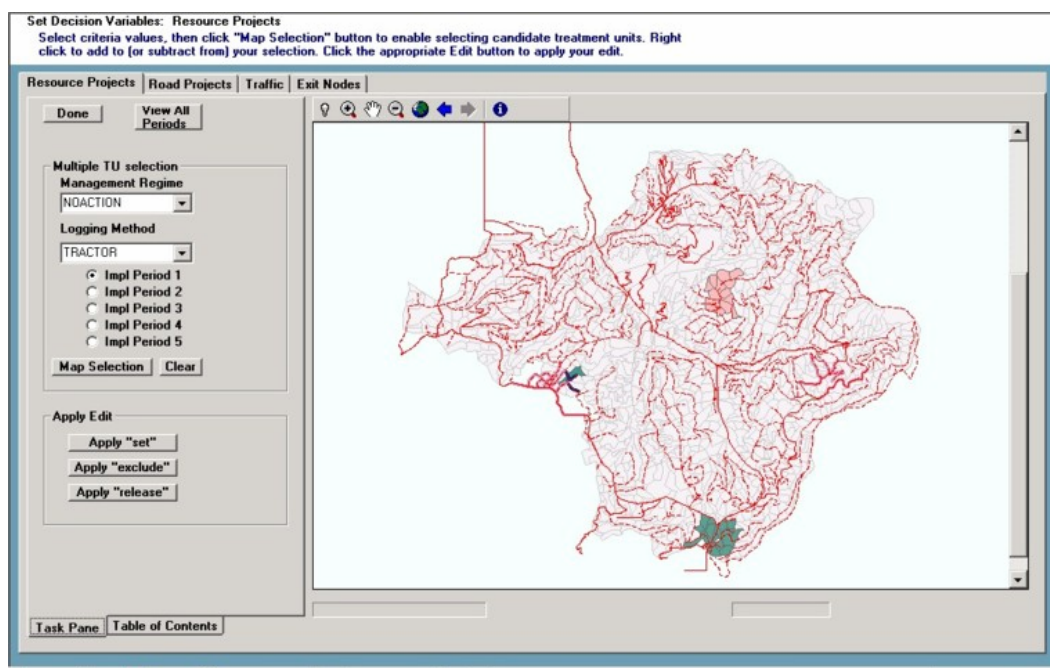 Set Decision Variables: Resource Projects
Select criteria values, then click "Map Selection" button to enable selecting candidate treatment units. Right
click to add to (or subtract from) your selection. Click the appropriate Edit button to apply your edit.
Resource Projects Road Projects Traffic Exit Nodes
Done
View All
Periods
Multiple TU selection
Management Regime
NOACTION
Logging Method
TRACTOR
Impl Period 1
Impl Period 2
Impl Period 3
Impl Period 4
Impl Period 5
Map Selection Clear
Apply Edit
Apply "set"
Apply "exclude"
Apply "release"
Task Pane Table of Contents